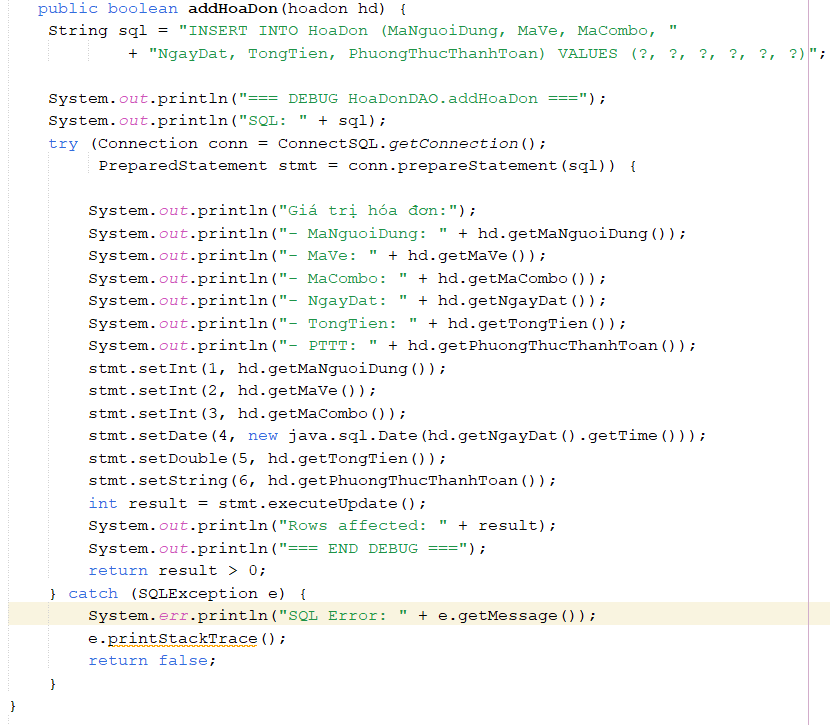 public boolean addHoaDon(hoadon hd) {
String sql = "INSERT INTO HoaDon (MaNguoiDung, MaVe, MaCombo, "
+ "NgayDat, TongTien, PhuongThucThanhToan) VALUES (?, ?, ?, ?, ?, ?)";
System.out.println("=== DEBUG HoaDonDAO.addHoaDon ===");
System.out.println("SQL: " + sql);
try (Connection conn = ConnectSQL.getConnection();
PreparedStatement stmt = conn.prepareStatement(sql)) {
System.out.println("Giá trị hóa đơn:");
System.out.println("- MaNguoiDung: " + hd.getMaNguoiDung());
System.out.println("- MaVe: " + hd.getMaVe());
System.out.println("- MaCombo: " + hd.getMaCombo());
System.out.println("- NgayDat: " + hd.getNgayDat());
System.out.println("- TongTien: " + hd.getTongTien());
System.out.println("- PTTT: " + hd.getPhuongThucThanhToan());
stmt.setInt(1, hd.getMaNguoiDung());
stmt.setInt(2, hd.getMaVe());
stmt.setInt(3, hd.getMaCombo());
stmt.setDate(4, new java.sql.Date(hd.getNgayDat().getTime()));
stmt.setDouble(5, hd.getTongTien());
stmt.setString(6, hd.getPhuongThucThanhToan());
int result = stmt.executeUpdate();
System.out.println("Rows affected: " + result);
System.out.println("=== END DEBUG ===");
return result > 0;
} catch (SQLException e) {
System.err.println("SQL Error: " + e.getMessage());
e.printStackTrace();
return false;
}
}